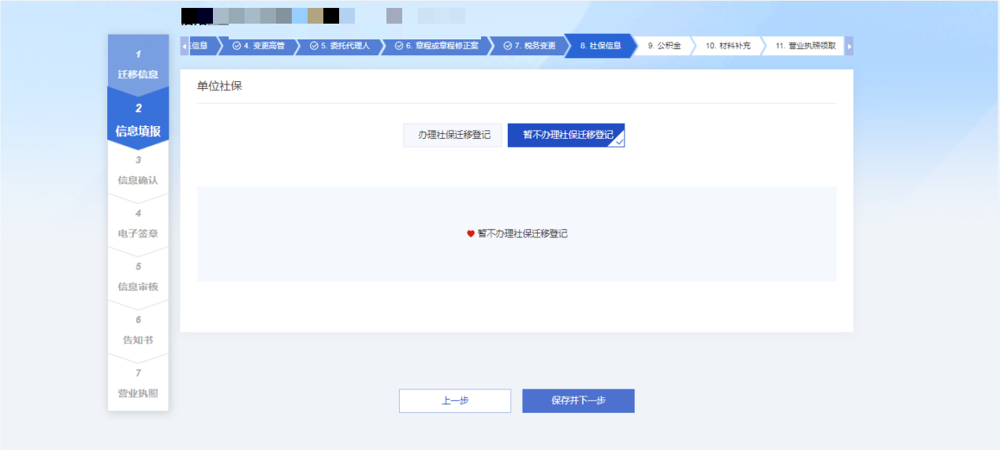 信息
4. 变更高管
5. 委托代理人
6. 章程或章程修正案
7. 税务变更
8. 社保信息
9. 公积金
10. 材料补充
11. 营业执照领取
1
迁移信息
2
信息填报
3
信息确认
4
电子签章
5
信息审核
6
告知书
7
营业执照
单位社保
办理社保迁移登记
暂不办理社保迁移登记
暂不办理社保迁移登记
上一步
保存并下一步